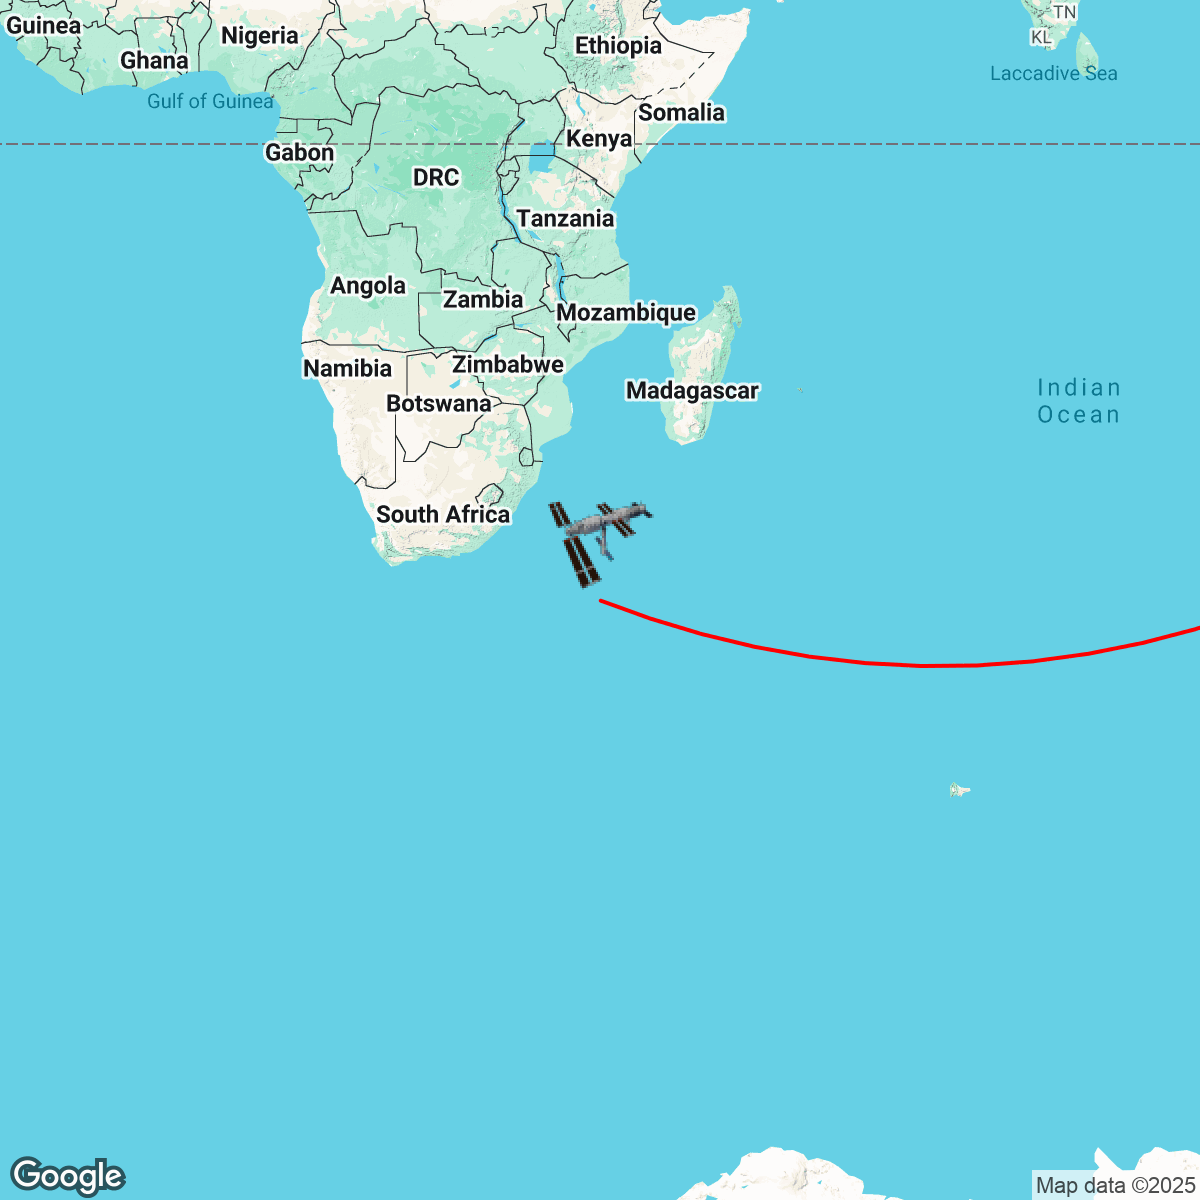 TN
Guinea
Nigeria
KL
Ethiopia
Ghana
Laccadive Sea
Gulf of Guinea
Somalia
Kenya
Gabon
DRC
Tanzania
Angola
Zambia
Mozambique
Zimbabwe
Namibia
Madagascar
Indian
Ocean
Botswana
South Africa
Google
Map data ©2025